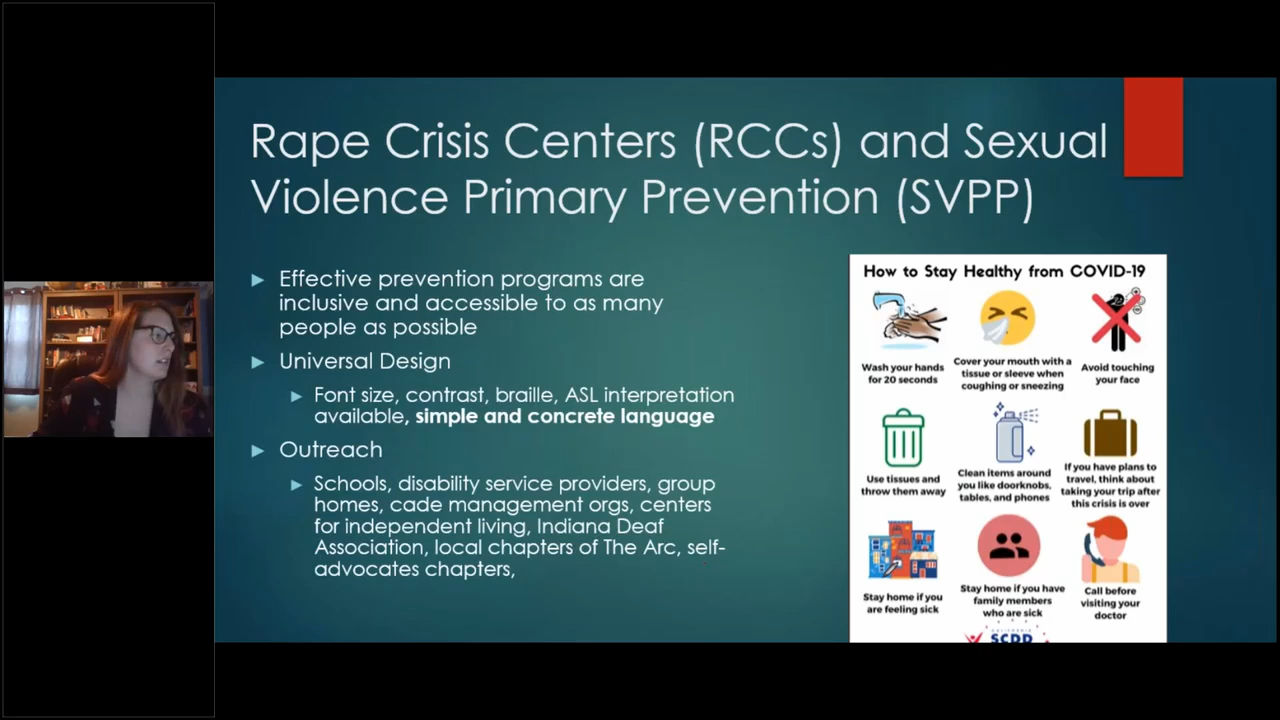 Rape Crisis Centers (RCCs) and Sexual
Violence Primary Prevention (SVPP)
Effective prevention programs are
inclusive and accessible to as many
people as possible
Universal Design
Font size, contrast, braille, ASL interpretation
available, simple and concrete language
Outreach
Schools, disability service providers, group
homes, cade management orgs, centers
for independent living, Indiana Deaf
Association, local chapters of The Arc, self-
advocates chapters,
How to Stay Healthy from COVID-19
Wash your hands
for 20 seconds
Cover your mouth with a
tissue or sleeve when
coughing or sneezing
Avoid touching
your face
Use tissues and
throw them away
Clean items around
you like doorknobs,
tables, and phones
If you have plans to
travel, think about
taking your trip after
this crisis is over
Stay home if you
are feeling sick
Stay home if you have
family members
who are sick
Call before
visiting your
doctor
CALIFORNIA
SCDD